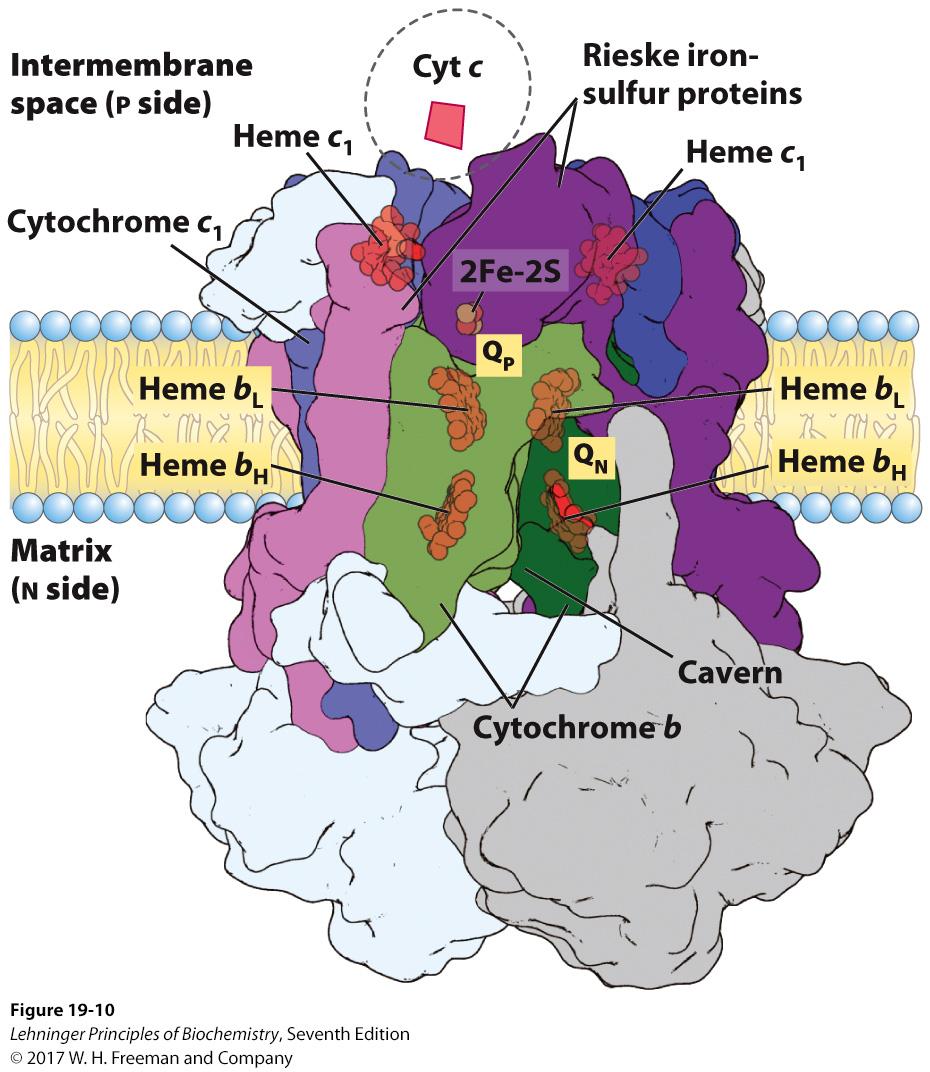 Intermembrane
space (P side)
Cyt c
Rieske iron-
sulfur proteins
Heme c1
Heme c1
Cytochrome c1
2Fe-2S
QP
Heme bL
Heme bL
QN
Heme bH
Heme bH
Matrix
(N side)
Cavern
Cytochrome b
Figure 19-10
Lehninger Principles of Biochemistry, Seventh Edition
© 2017 W. H. Freeman and Company